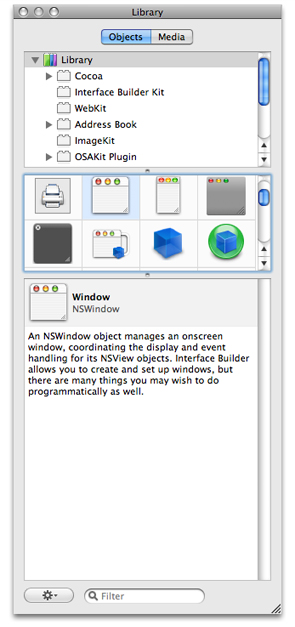 Library
Objects Media
Library
Cocoa
Interface Builder Kit
WebKit
Address Book
ImageKit
OSAKit Plugin
Window
NSWindow
An NSWindow object manages an onscreen
window, coordinating the display and event
handling for its NSView objects. Interface Builder
allows you to create and set up windows, but
there are many things you may wish to do
programmatically as well.
Filter